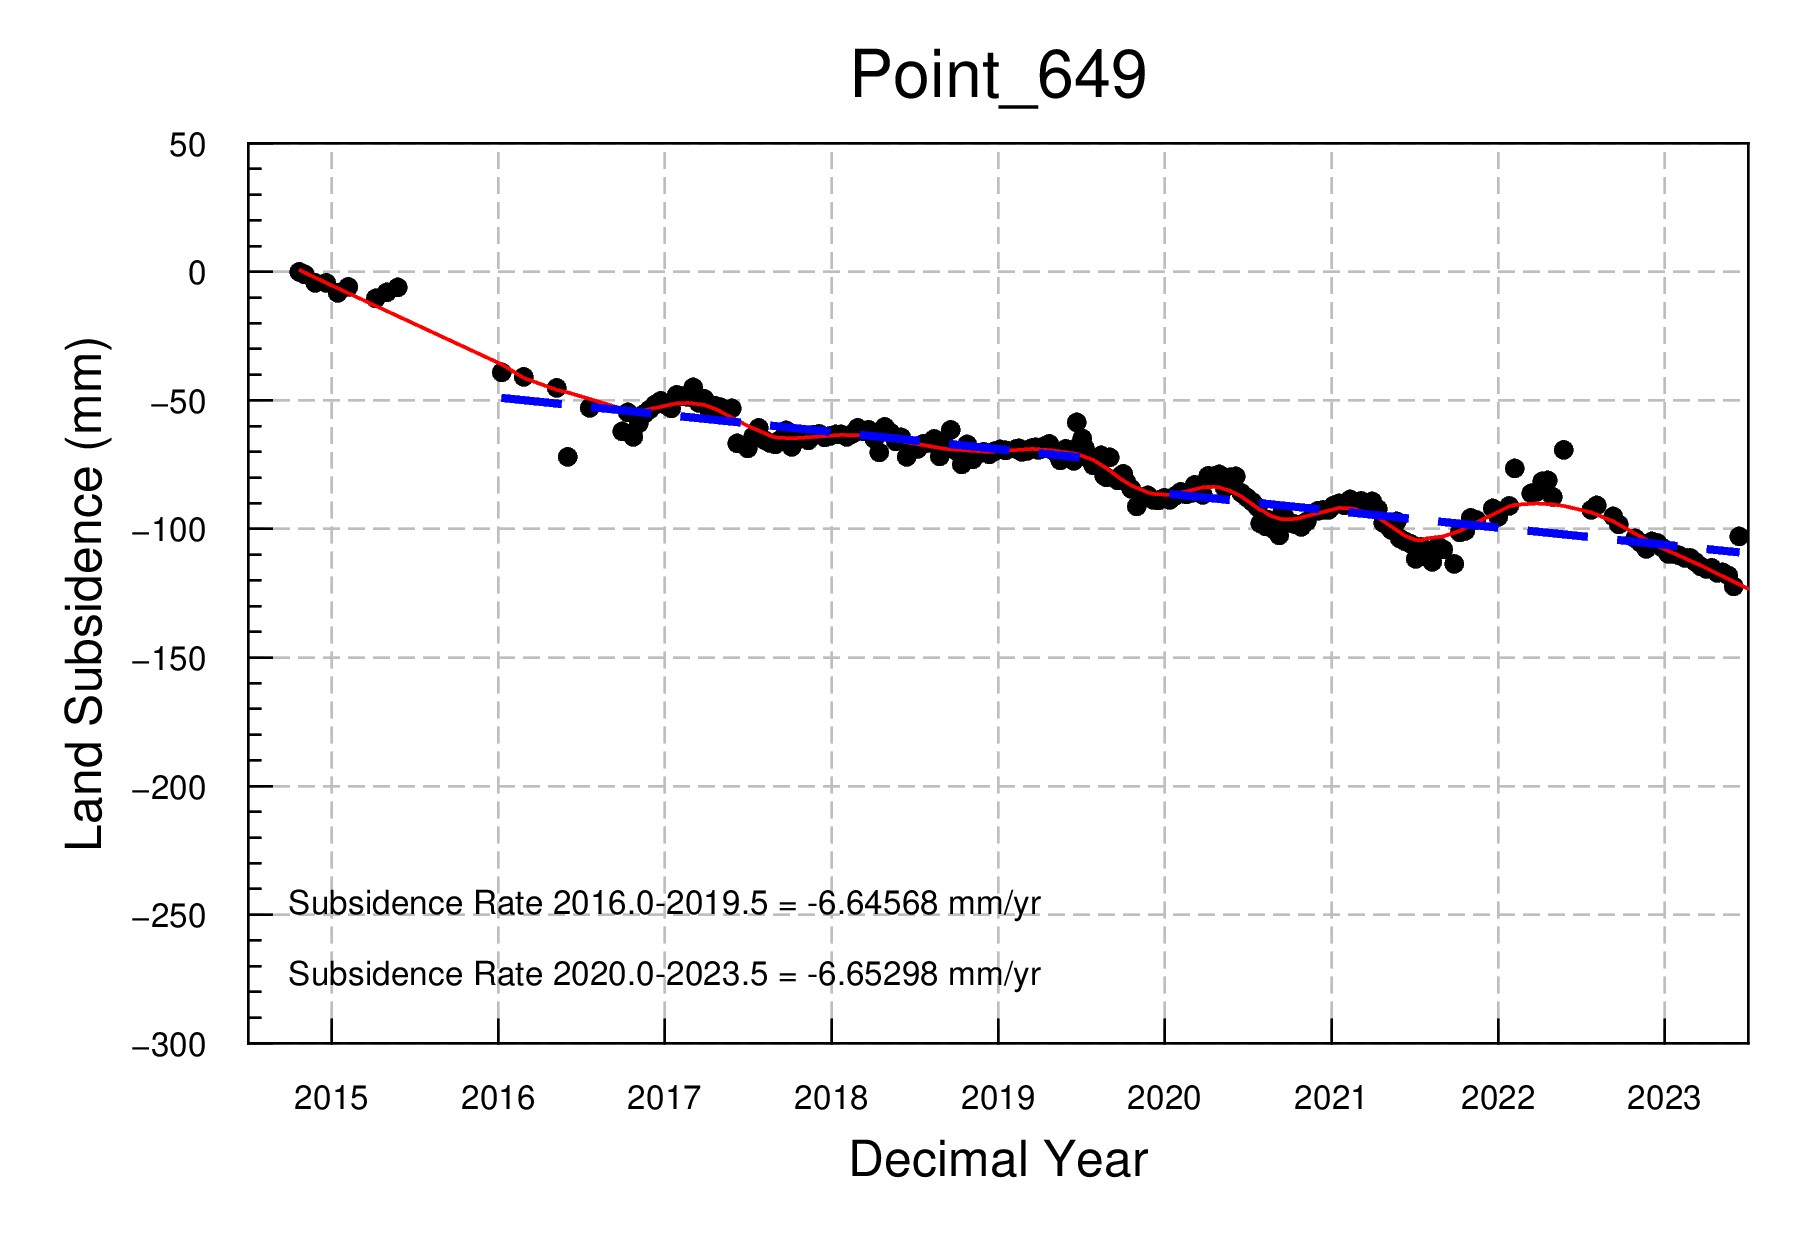 Point_649
50
0
−50
−100
−150
−200
−250
−300
Land Subsidence (mm)
Subsidence Rate 2016.0-2019.5 = -6.64568 mm/yr
Subsidence Rate 2020.0-2023.5 = -6.65298 mm/yr
2015 2016 2017 2018 2019 2020 2021 2022 2023
Decimal Year